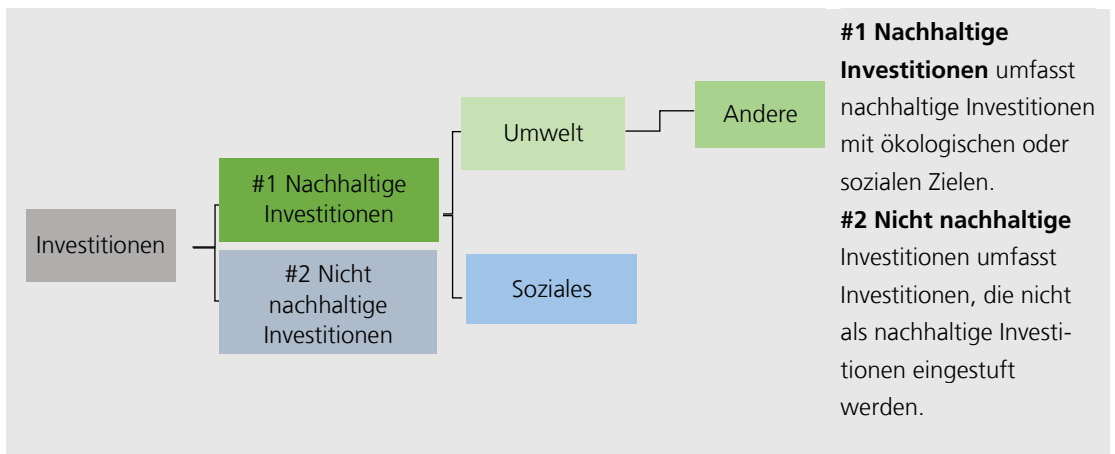 Investitionen
#1 Nachhaltige
Investitionen
#2 Nicht
nachhaltige
Investitionen
Umwelt
Soziales
Andere
#1 Nachhaltige
Investitionen umfasst
nachhaltige Investitionen
mit ökologischen oder
sozialen Zielen.
#2 Nicht nachhaltige
Investitionen umfasst
Investitionen, die nicht
als nachhaltige Investi-
tionen eingestuft
werden.